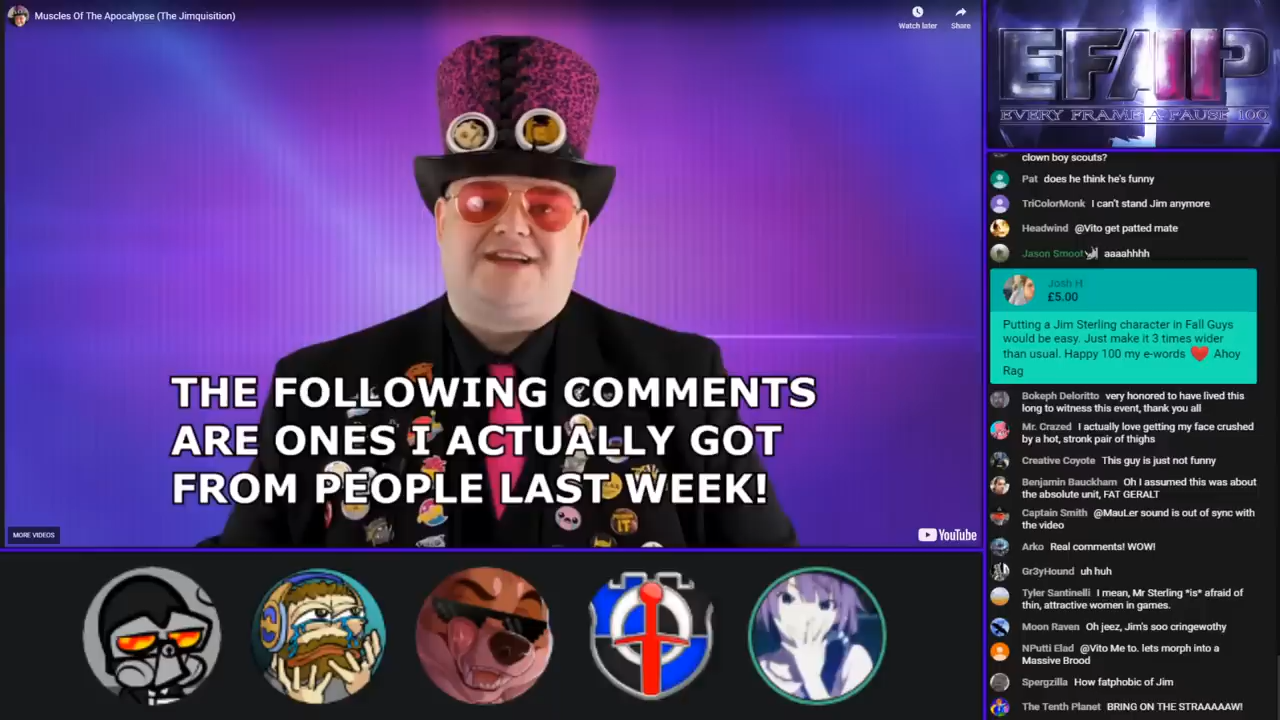 Muscles Of The Apocalypse (The Jimquisition)
Watch later
Share
THE FOLLOWING COMMENTS
ARE ONES I ACTUALLY GOT
FROM PEOPLE LAST WEEK!
MORE VIDEOS
YouTube
EFAP
EVERY FRAME A PAUSE 100
clown boy scouts?
Pat does he think he's funny
TriColorMonk I can't stand Jim anymore
Headwind @Vito get patted mate
Jason Smoot aaaahhhh
Josh H
£5.00
Putting a Jim Sterling character in Fall Guys
would be easy. Just make it 3 times wider
than usual. Happy 100 my e-words ❤️ Ahoy
Rag
Bokeph Deloritto very honored to have lived this
long to witness this event, thank you all
Mr. Crazed I actually love getting my face crushed
by a hot, stronk pair of thighs
Creative Coyote This guy is just not funny
Benjamin Bauckham Oh I assumed this was about
the absolute unit, FAT GERALT
Captain Smith @MauLer sound is out of sync with
the video
Arko Real comments! WOW!
Gr3yHound uh huh
Tyler Santinelli I mean, Mr Sterling *is* afraid of
thin, attractive women in games.
Moon Raven Oh jeez, Jim's soo cringewothy
NPutti Elad @Vito Me to. lets morph into a
Massive Brood
Spergzilla How fatphobic of Jim
The Tenth Planet BRING ON THE STRAAAAAW!